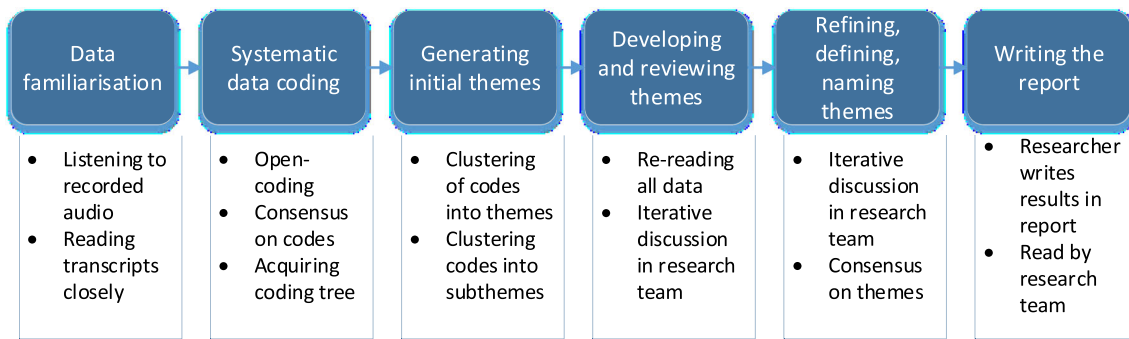 Data
familiarisation
Systematic
data coding
Generating
initial themes
Developing
and reviewing
themes
Refining,
defining,
naming
themes
Writing the
report
• Listening to
recorded
audio
• Reading
transcripts
closely
• Open-
coding
• Consensus
on codes
• Acquiring
coding tree
• Clustering
of codes
into themes
• Clustering
codes into
subthemes
• Re-reading
all data
• Iterative
discussion
in research
team
• Iterative
discussion
in research
team
• Consensus
on themes
• Researcher
writes
results in
report
• Read by
research
team